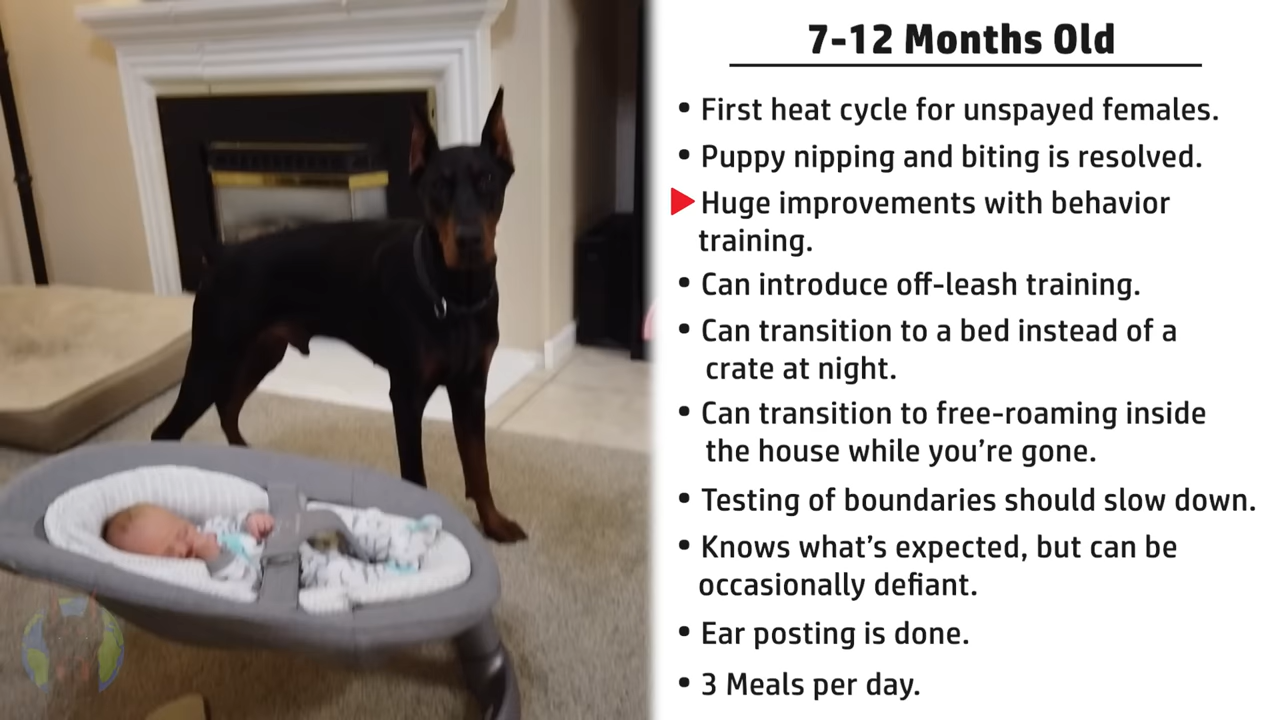 7-12 Months Old
• First heat cycle for unspayed females.
• Puppy nipping and biting is resolved.
Huge improvements with behavior
training.
• Can introduce off-leash training.
• Can transition to a bed instead of a
crate at night.
• Can transition to free-roaming inside
the house while you’re gone.
• Testing of boundaries should slow down.
• Knows what’s expected, but can be
occasionally defiant.
• Ear posting is done.
• 3 Meals per day.